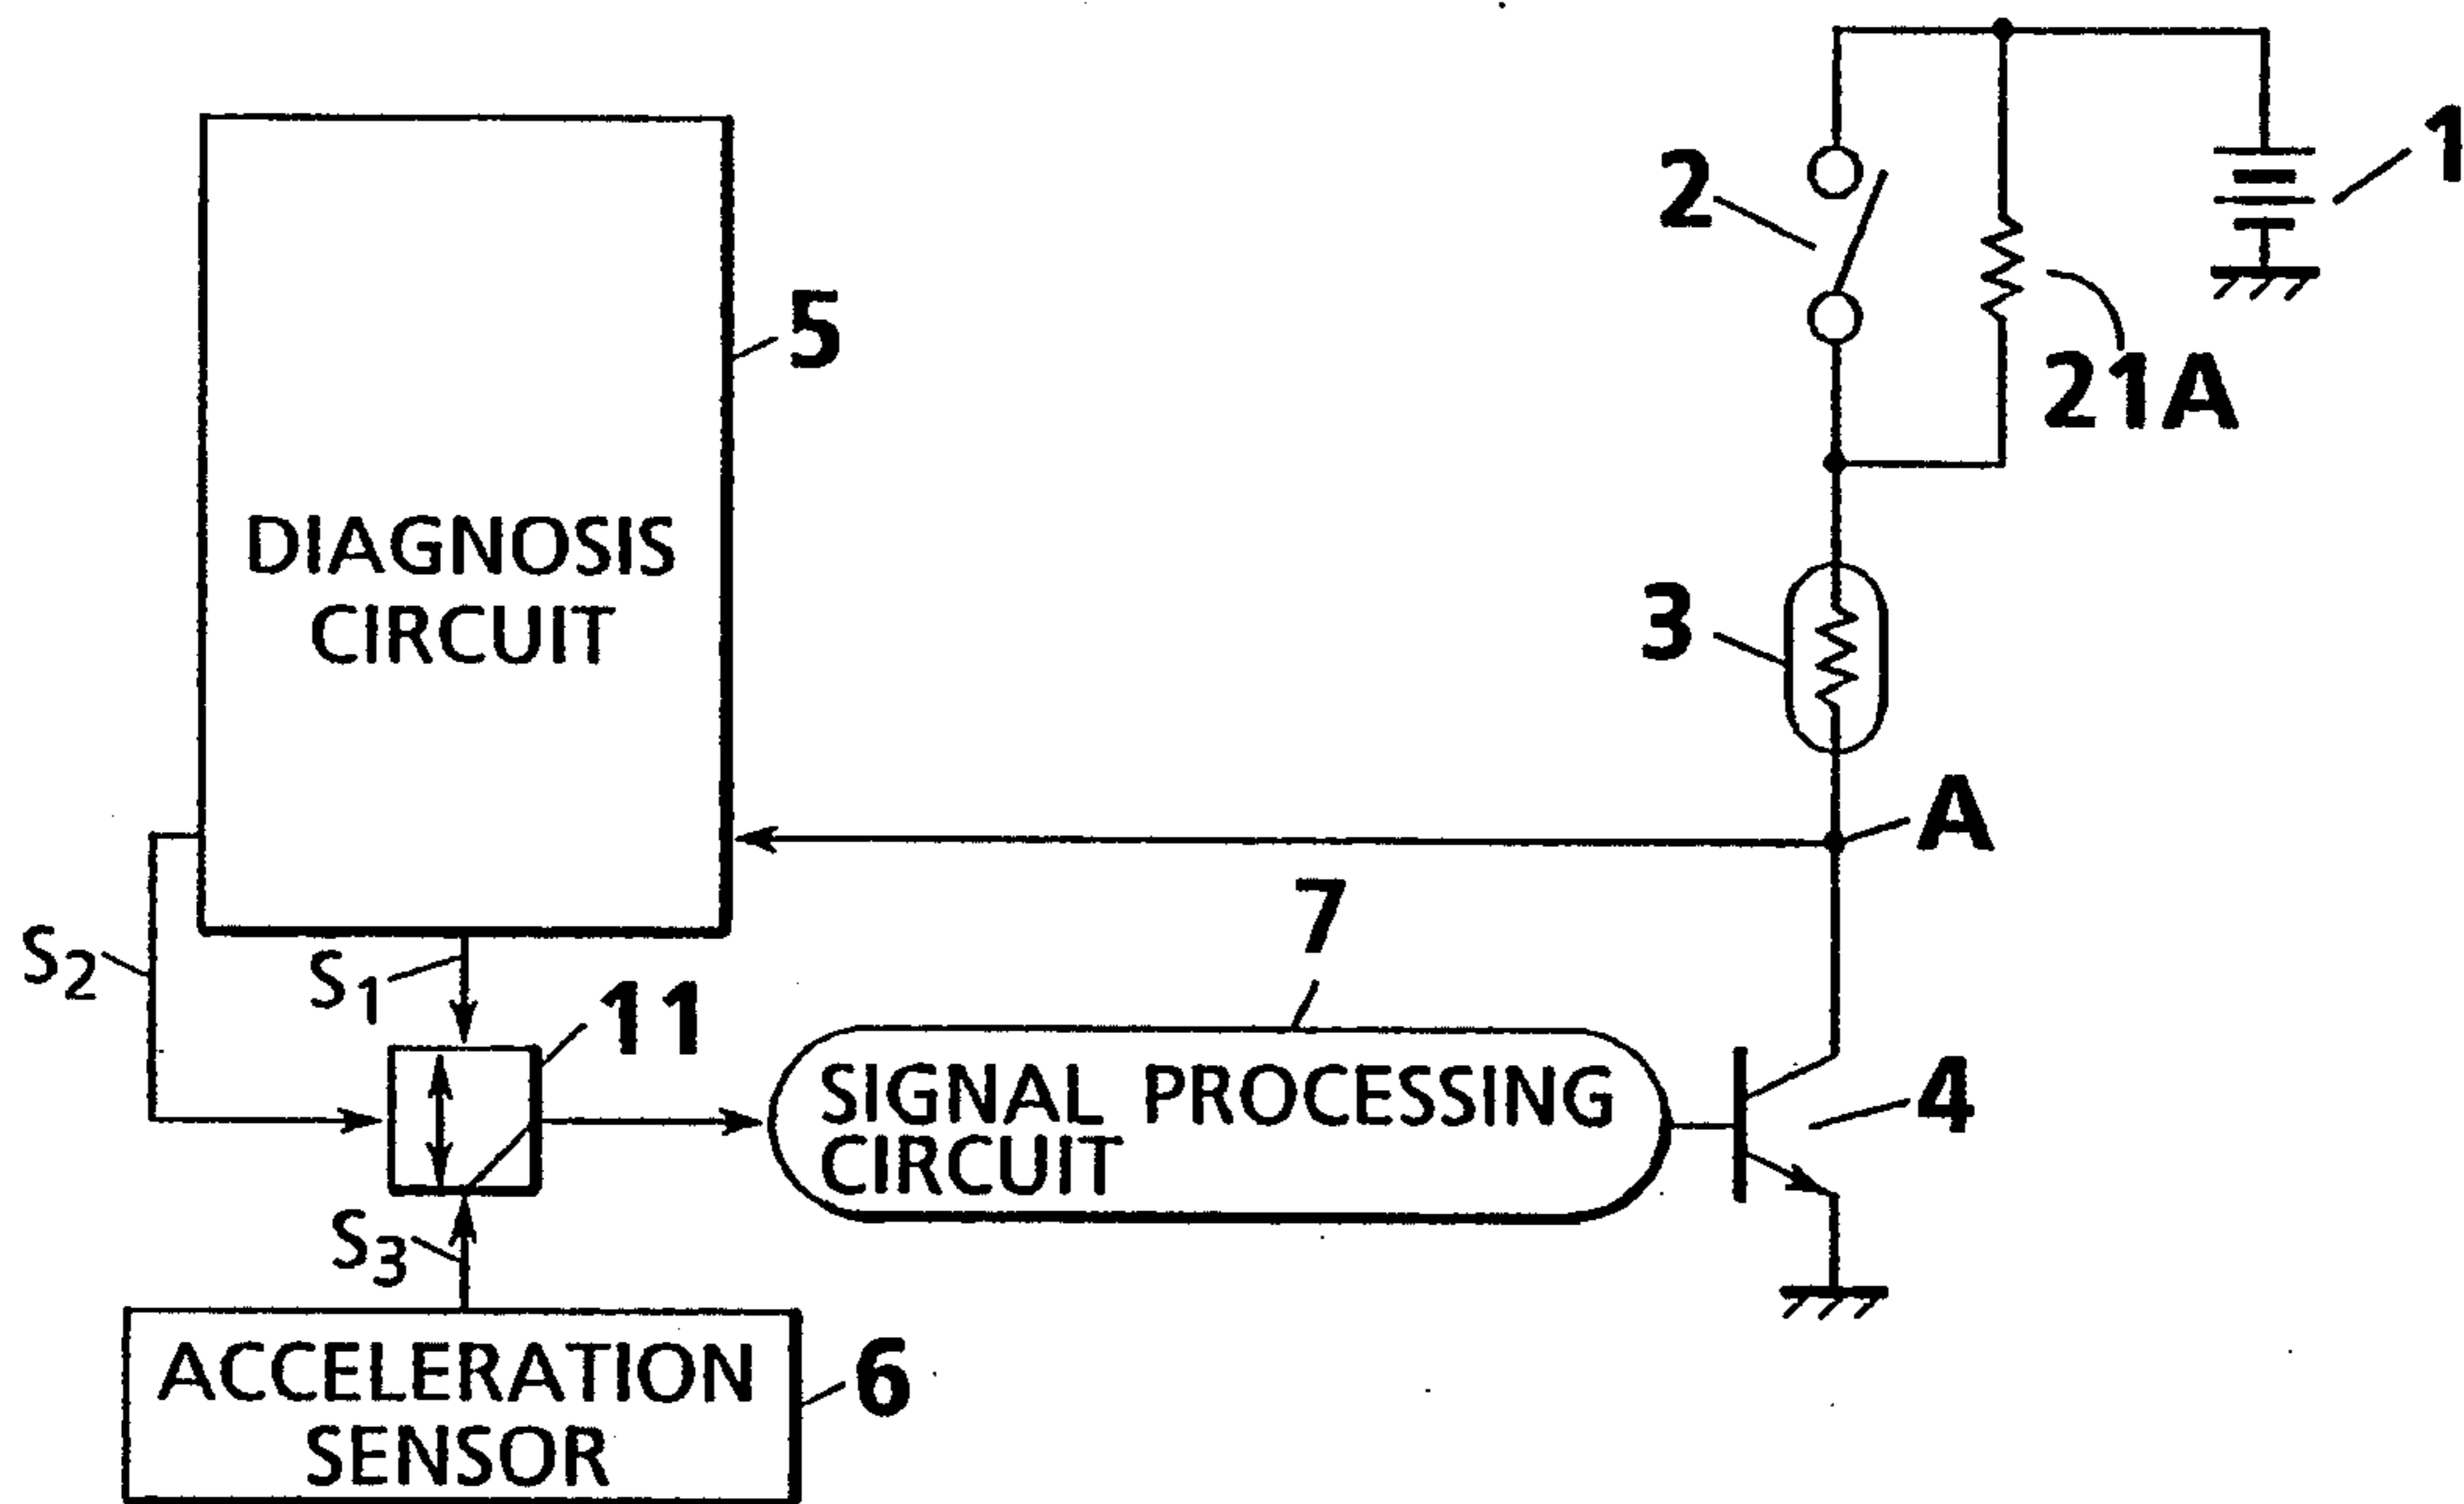 1
2
21A
5
DIAGNOSIS
CIRCUIT
3
A
7
S2
S1
11
SIGNAL PROCESSING
CIRCUIT
4
S3
ACCELERATION
SENSOR
6